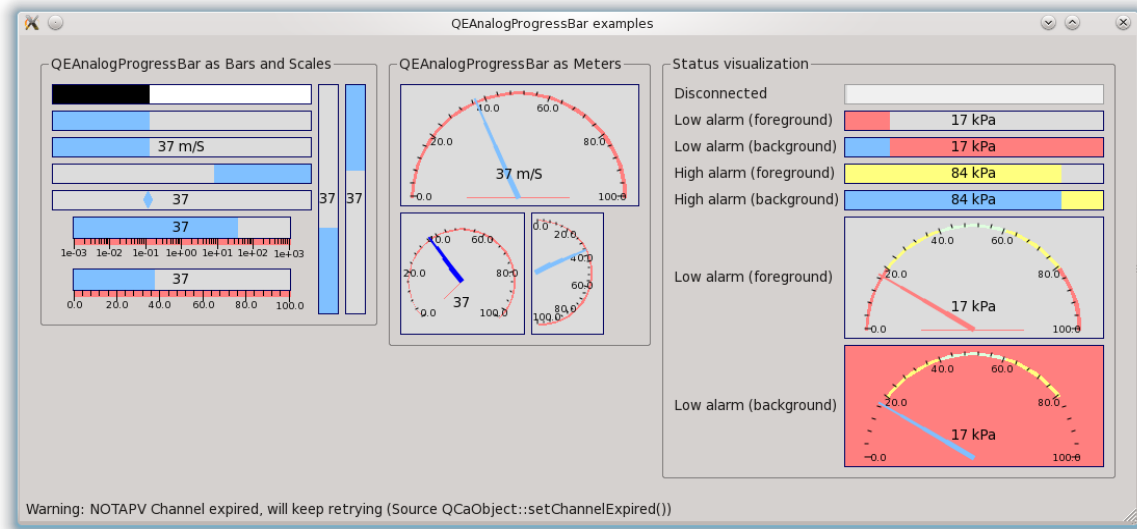 QEAnalogProgressBar examples
QEAnalogProgressBar as Bars and Scales
37 m/S
37
37
1e-03 1e-02 1e-01 1e+00 1e+01 1e+02 1e+03
37
0.0 20.0 40.0 60.0 80.0 100.0
37 37
QEAnalogProgressBar as Meters
40.0 60.0
20.0 80.0
37 m/S
0.0 100.0
40.0 60.0
20.0 80.0
37
0.0 100.0
0.0
20.0
40.0
60.0
80.0
100.0
Status visualization
Disconnected
Low alarm (foreground) 17 kPa
Low alarm (background) 17 kPa
High alarm (foreground) 84 kPa
High alarm (background) 84 kPa
40.0 60.0
20.0 80.0
Low alarm (foreground)
17 kPa
0.0 100.0
40.0 60.0
20.0 80.0
Low alarm (background)
17 kPa
0.0 100.0
Warning: NOTAPV Channel expired, will keep retrying (Source QCaObject::setChannelExpired())